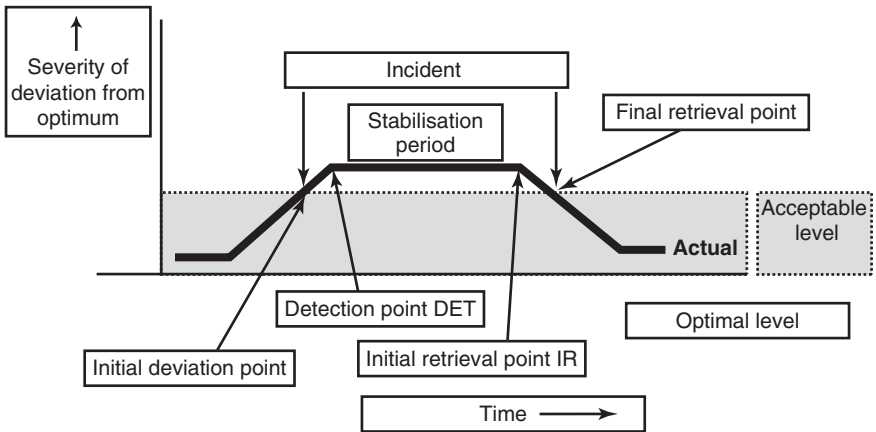 Severity of
deviation from
optimum
Incident
Stabilisation
period
Final retrieval point
Acceptable
level
Actual
Detection point DET
Optimal level
Initial deviation point
Initial retrieval point IR
Time